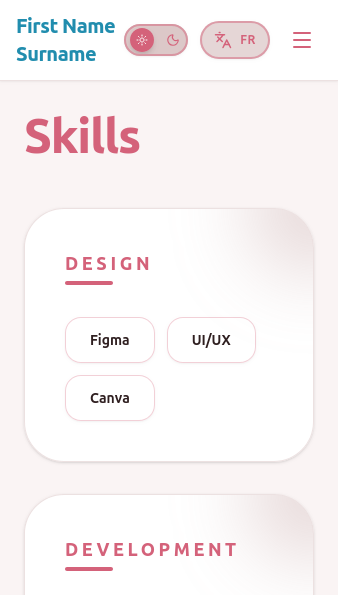 First Name
Surname
FR
Skills
DESIGN
Figma
UI/UX
Canva
DEVELOPMENT